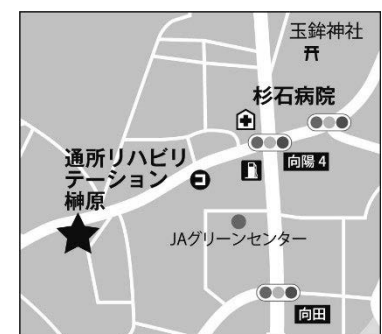 玉鉾神社
杉石病院
向陽 4
通所リハビリ
テーション
榊原
コ
JAグリーンセンター
向田